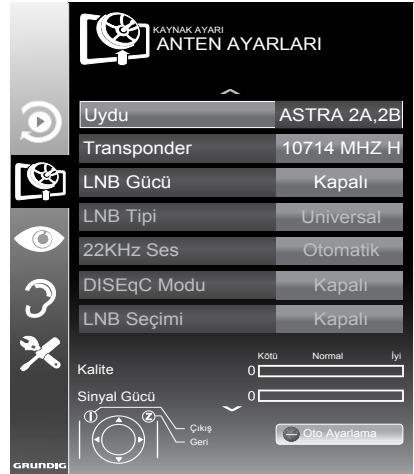 KAYNAK AYARI
ANTEN AYARLARI
Uydu ASTRA 2A,2B
Transponder 10714 MHZ H
LNB Gücü Kapalı
LNB Tipi Universal
22KHz Ses Otomatik
DISEqC Modu Kapalı
LNB Seçimi Kapalı
Kötü Normal İyi
Kalite 0
Sinyal Gücü 0
1 2 Çıkış
Geri
Oto Ayarlama
GRUNDIG